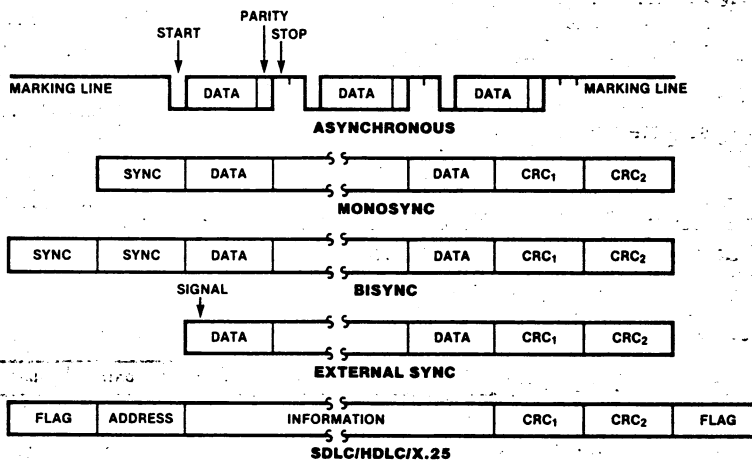 PARITY
START STOP
MARKING LINE DATA DATA DATA MARKING LINE
ASYNCHRONOUS
SYNC DATA DATA CRC1 CRC2
MONOSYNC
SYNC SYNC DATA DATA CRC1 CRC2
BISYNC
SIGNAL
DATA DATA CRC1 CRC2
EXTERNAL SYNC
FLAG ADDRESS INFORMATION CRC1 CRC2 FLAG
SDLC/HDLC/X.25